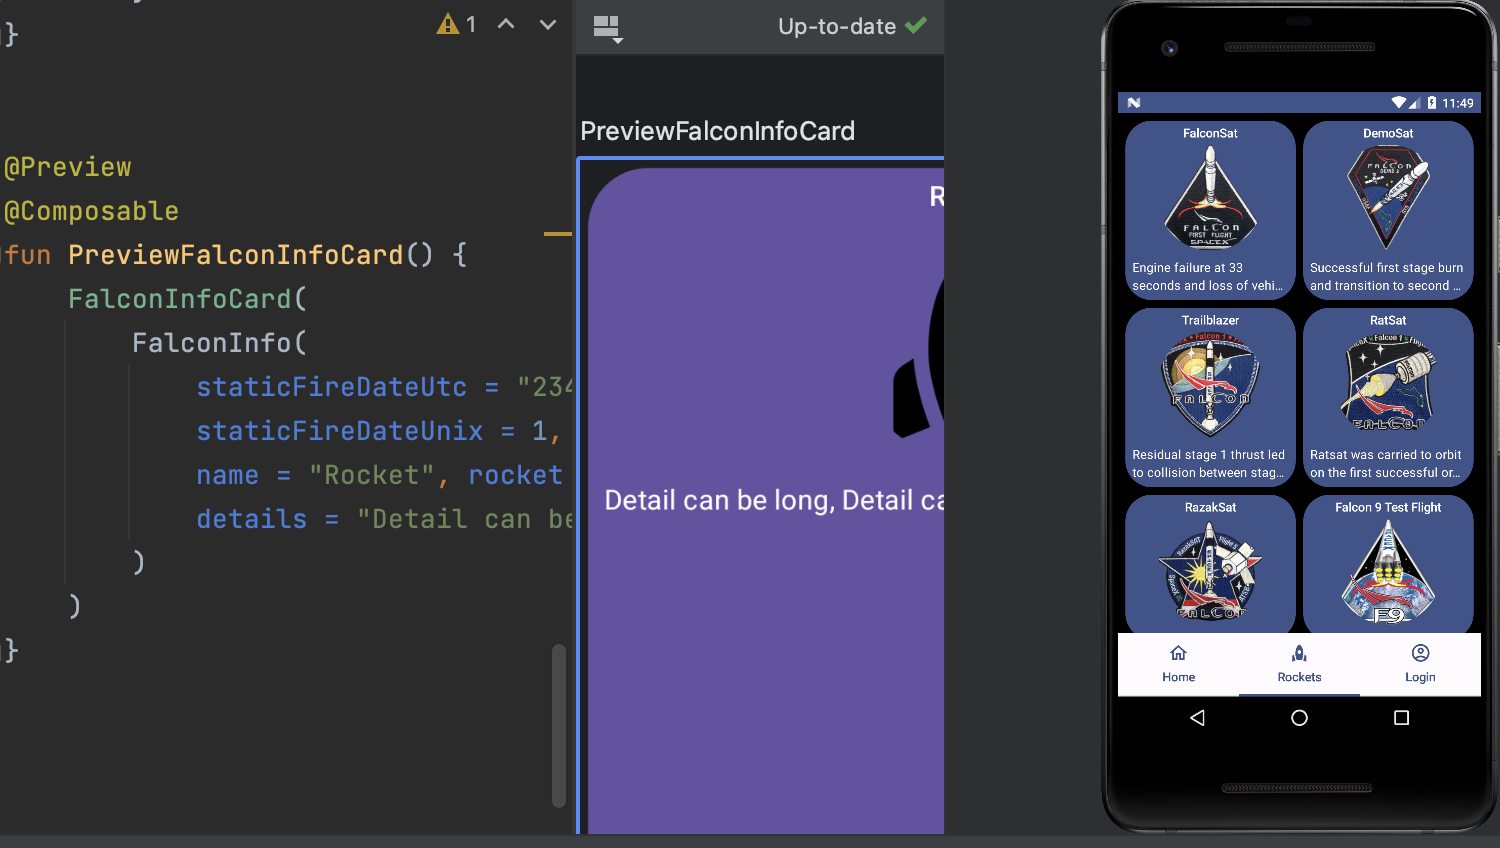 }
1
@Preview
@Composable
fun PreviewFalconInfoCard() {
FalconInfoCard(
FalconInfo(
staticFireDateUtc = "234
staticFireDateUnix = 1,
name = "Rocket", rocket
details = "Detail can be
)
)
}
Up-to-date
PreviewFalconInfoCard
R
Detail can be long, Detail ca
11:49
FalconSat
FALCON
FIRST FLIGHT
SPACEX
Engine failure at 33
seconds and loss of vehi...
DemoSat
FALCON
DEMO 2
Successful first stage burn
and transition to second ...
Trailblazer
Falcon 1
FALCON
Residual stage 1 thrust led
to collision between stag...
RatSat
Falcon 1
FALCON
Ratsat was carried to orbit
on the first successful or...
RazakSat
RazakSAT Flight 5
FALCON
Falcon 9 Test Flight
F9
Home
Rockets
Login